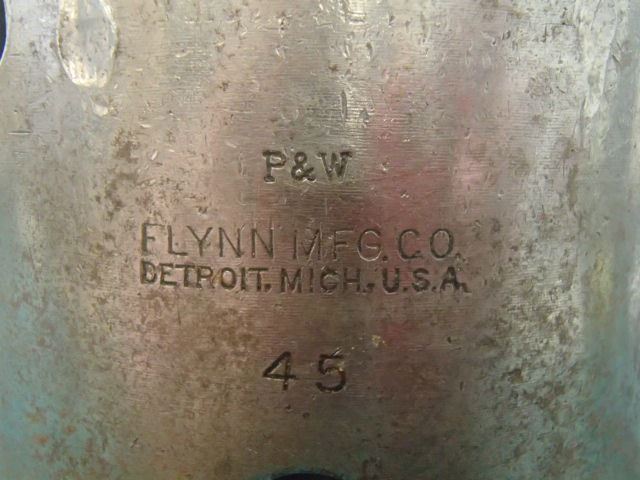 P&W
FLYNN MFG. CO.
DETROIT. MICH. U.S.A.
45